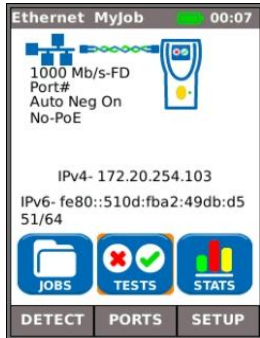 Ethernet MyJob 00:07
1000 Mb/s-FD
Port#
Auto Neg On
No-PoE
IPv4- 172.20.254.103
IPv6- fe80::510d:fba2:49db:d5
51/64
JOBS TESTS STATS
DETECT PORTS SETUP